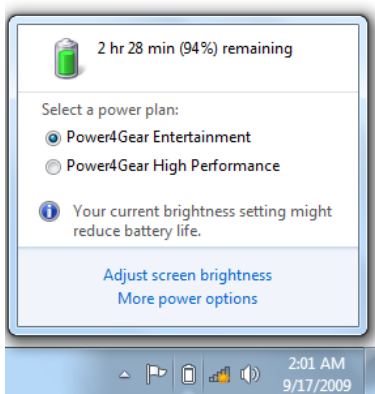 2 hr 28 min (94%) remaining
Select a power plan:
Power4Gear Entertainment
Power4Gear High Performance
Your current brightness setting might
reduce battery life.
Adjust screen brightness
More power options
2:01 AM
9/17/2009